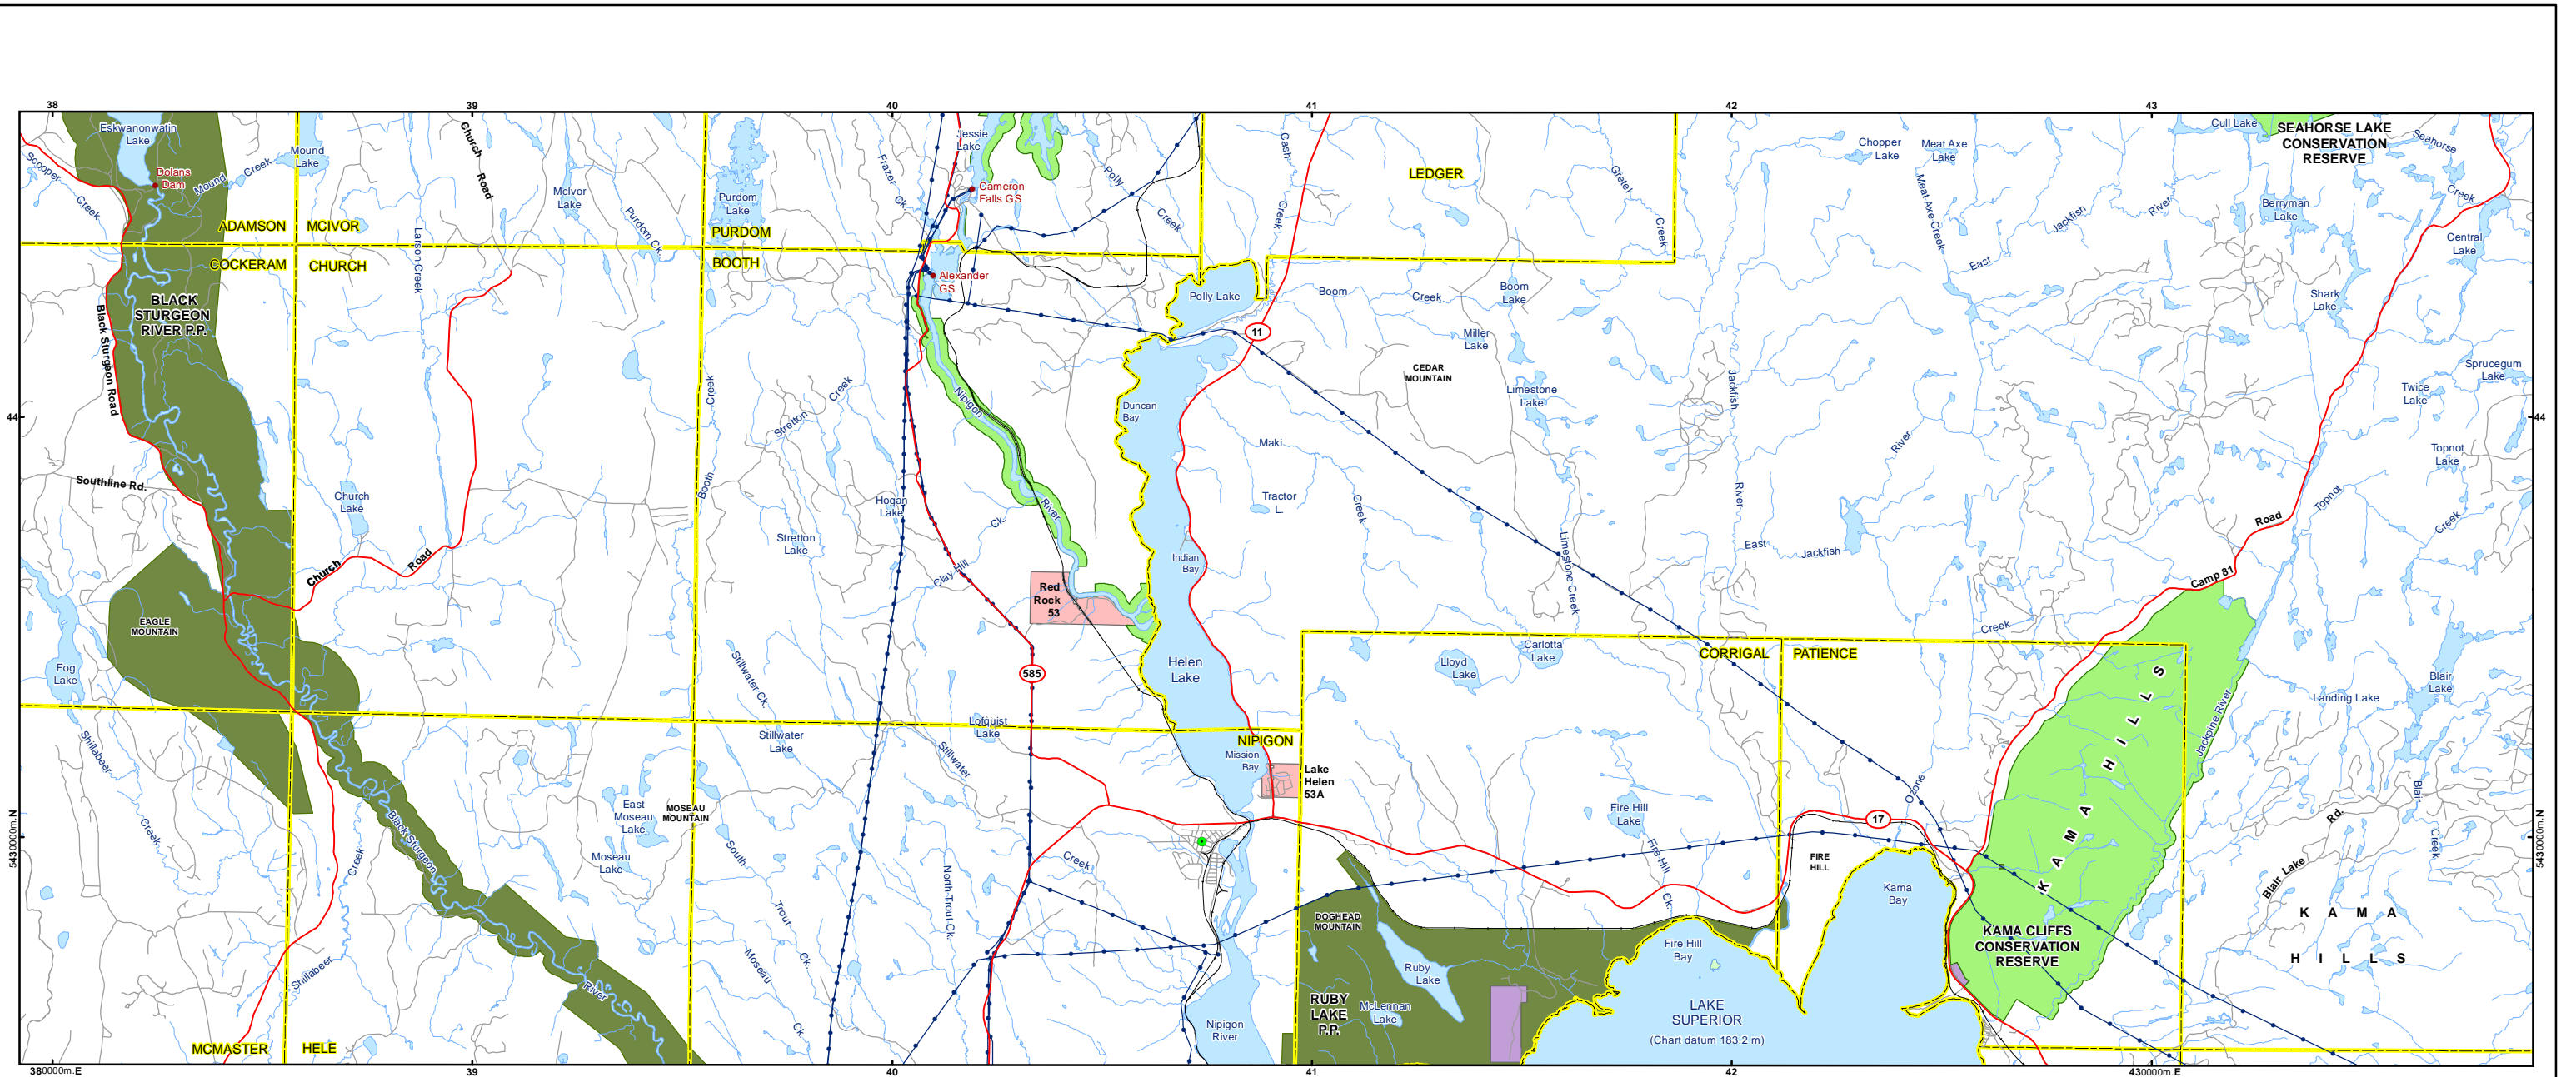 38
39
40
41
42
43
Eskwanonwatin
Lake
Scooper
Creek
Dolans
Dam
Mound
Creek
Mound
Lake
ADAMSON
MCIVOR
COCKERAM
CHURCH
Larson Creek
Church
Road
McIvor
Lake
Purdom Ck.
Purdom
Lake
PURDOM
BOOTH
Frazer
Ck.
Jessie
Lake
Cameron
Falls GS
Alexander
GS
Polly
Creek
Polly Lake
Cash
Creek
LEDGER
Gretel
Creek
Chopper
Lake
Meat Axe
Lake
Meat Axe Creek
Jackfish
River
East
Cull Lake
SEAHORSE LAKE
CONSERVATION
RESERVE
Seahorse
Creek
Berryman
Lake
Central
Lake
Shark
Lake
Sprucegum
Lake
Twice
Lake
Topnot
Lake
Topnot
Creek
BLACK
STURGEON
RIVER P.P.
Black Sturgeon Road
44
Southline Rd.
Church
Lake
Church
Road
EAGLE
MOUNTAIN
Fog
Lake
Shillabeer
Creek
Booth
Creek
Stretton
Creek
Stretton
Lake
Hogan
Lake
Clay Hill
Ck.
Nipigon
River
Duncan
Bay
11
Boom
Creek
Boom
Lake
Miller
Lake
CEDAR
MOUNTAIN
Limestone
Lake
Maki
Creek
Tractor
L.
Limestone Creek
Jackfish
River
River
East
Jackfish
Creek
44
Road
Camp 81
Indian
Bay
Red
Rock
53
Helen
Lake
585
Stillwater Ck.
Stillwater
Lake
Lofquist
Lake
Stillwater
Creek
NIPIGON
Mission
Bay
Lake
Helen
53A
Lloyd
Lake
Carlotta
Lake
CORRIGAL
PATIENCE
KAMA HILLS
Jackpine River
Landing Lake
Blair
Lake
Blair
Creek
Blair Lake
Rd.
KAMA
HILLS
5430000m.N
5430000m.N
East
Moseau
Lake
MOSEAU
MOUNTAIN
Moseau
Lake
South
Trout
Ck.
Moseau
Ck.
North Trout Ck.
Black Sturgeon
River
Creek
Shillabeer
MCMASTER
HELE
Fire Hill
Lake
Fire Hill
Ck.
17
Ozone
FIRE
HILL
Kama
Bay
DOGHEAD
MOUNTAIN
Ruby
Lake
McLennan
Lake
RUBY
LAKE
P.P.
Fire Hill
Bay
LAKE
SUPERIOR
(Chart datum 183.2 m)
KAMA CLIFFS
CONSERVATION
RESERVE
Nipigon
River
380000m.E
39
40
41
42
430000m.E